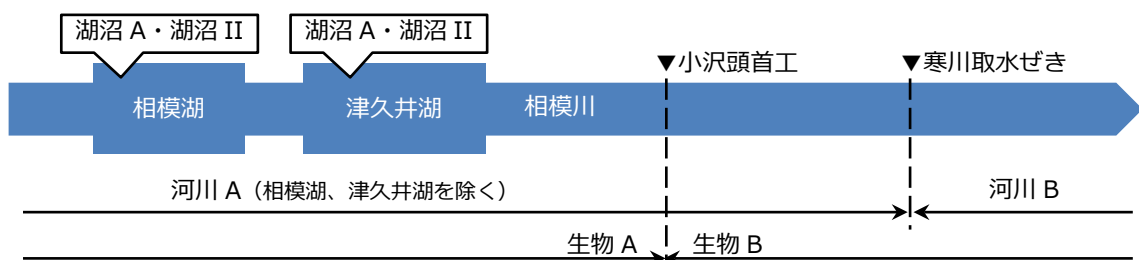 湖沼 A・湖沼 II
湖沼 A・湖沼 II
▼小沢頭首工
▼寒川取水ぜき
相模湖
津久井湖
相模川
河川 A（相模湖、津久井湖を除く）
河川 B
生物 A
生物 B